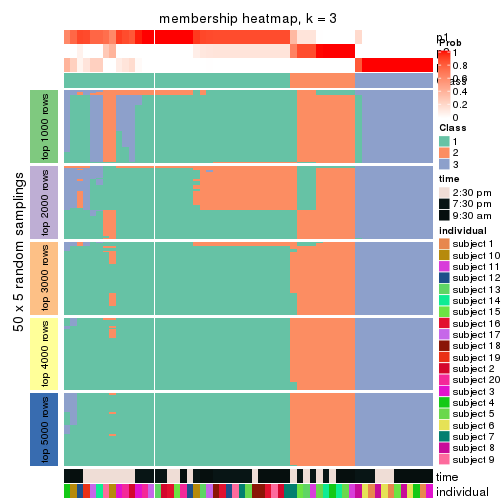 membership heatmap, k = 3
p1
Prob
1
0.8
0.6
0.4
0.2
0
Class
1
2
3
time
2:30 pm
7:30 pm
9:30 am
individual
subject 1
subject 10
subject 11
subject 12
subject 13
subject 14
subject 15
subject 16
subject 17
subject 18
subject 19
subject 2
subject 20
subject 3
subject 4
subject 5
subject 6
subject 7
subject 8
subject 9
50 x 5 random samplings
top 1000 rows
top 2000 rows
top 3000 rows
top 4000 rows
top 5000 rows
time
individual